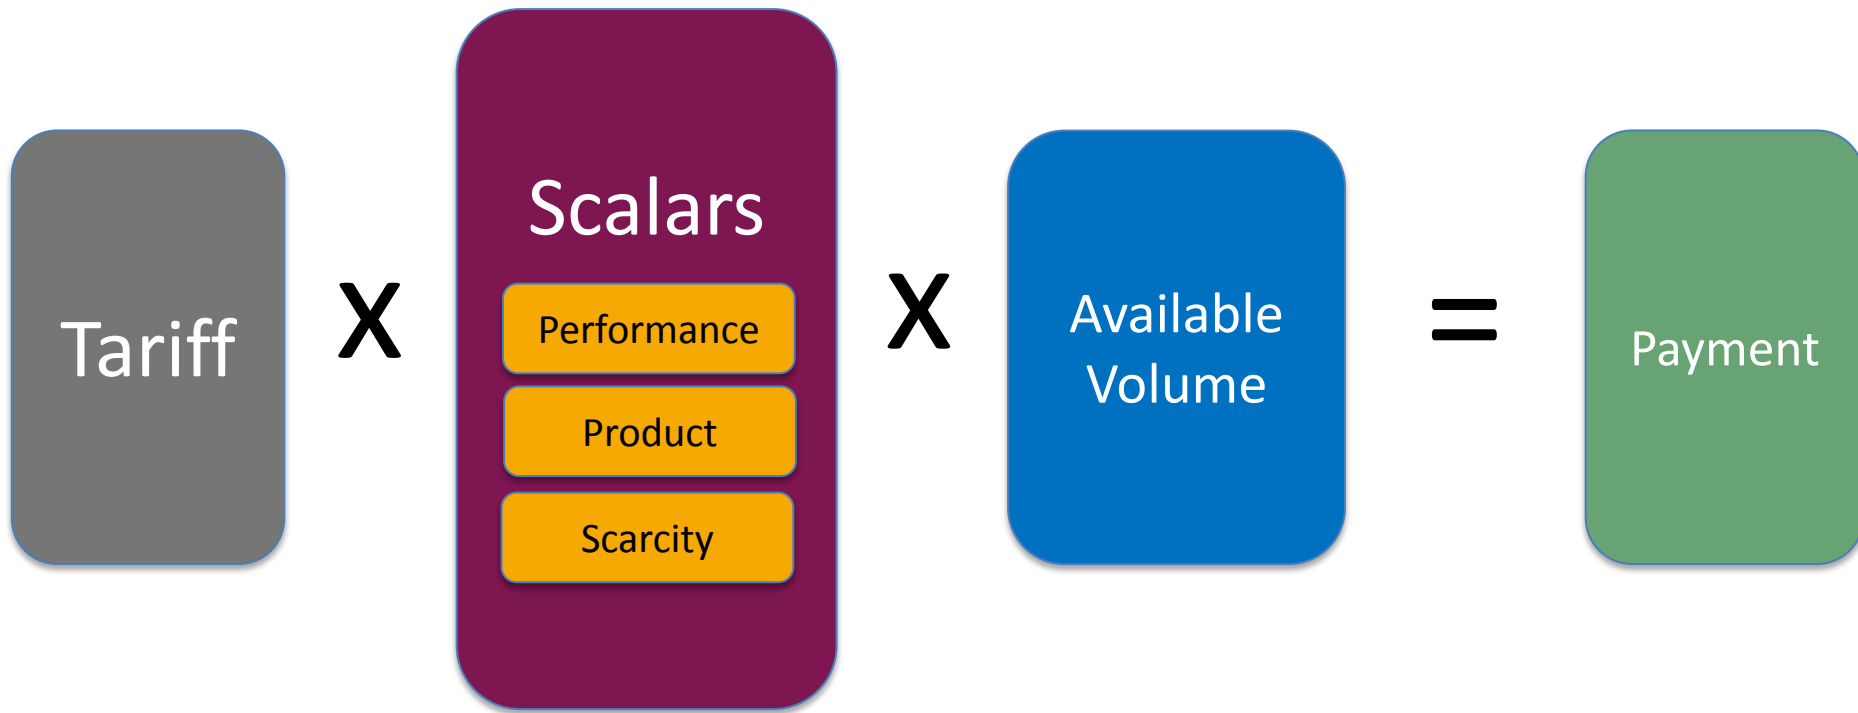 Tariff
x
Scalars
Performance
Product
Scarcity
x
Available
Volume
=
Payment